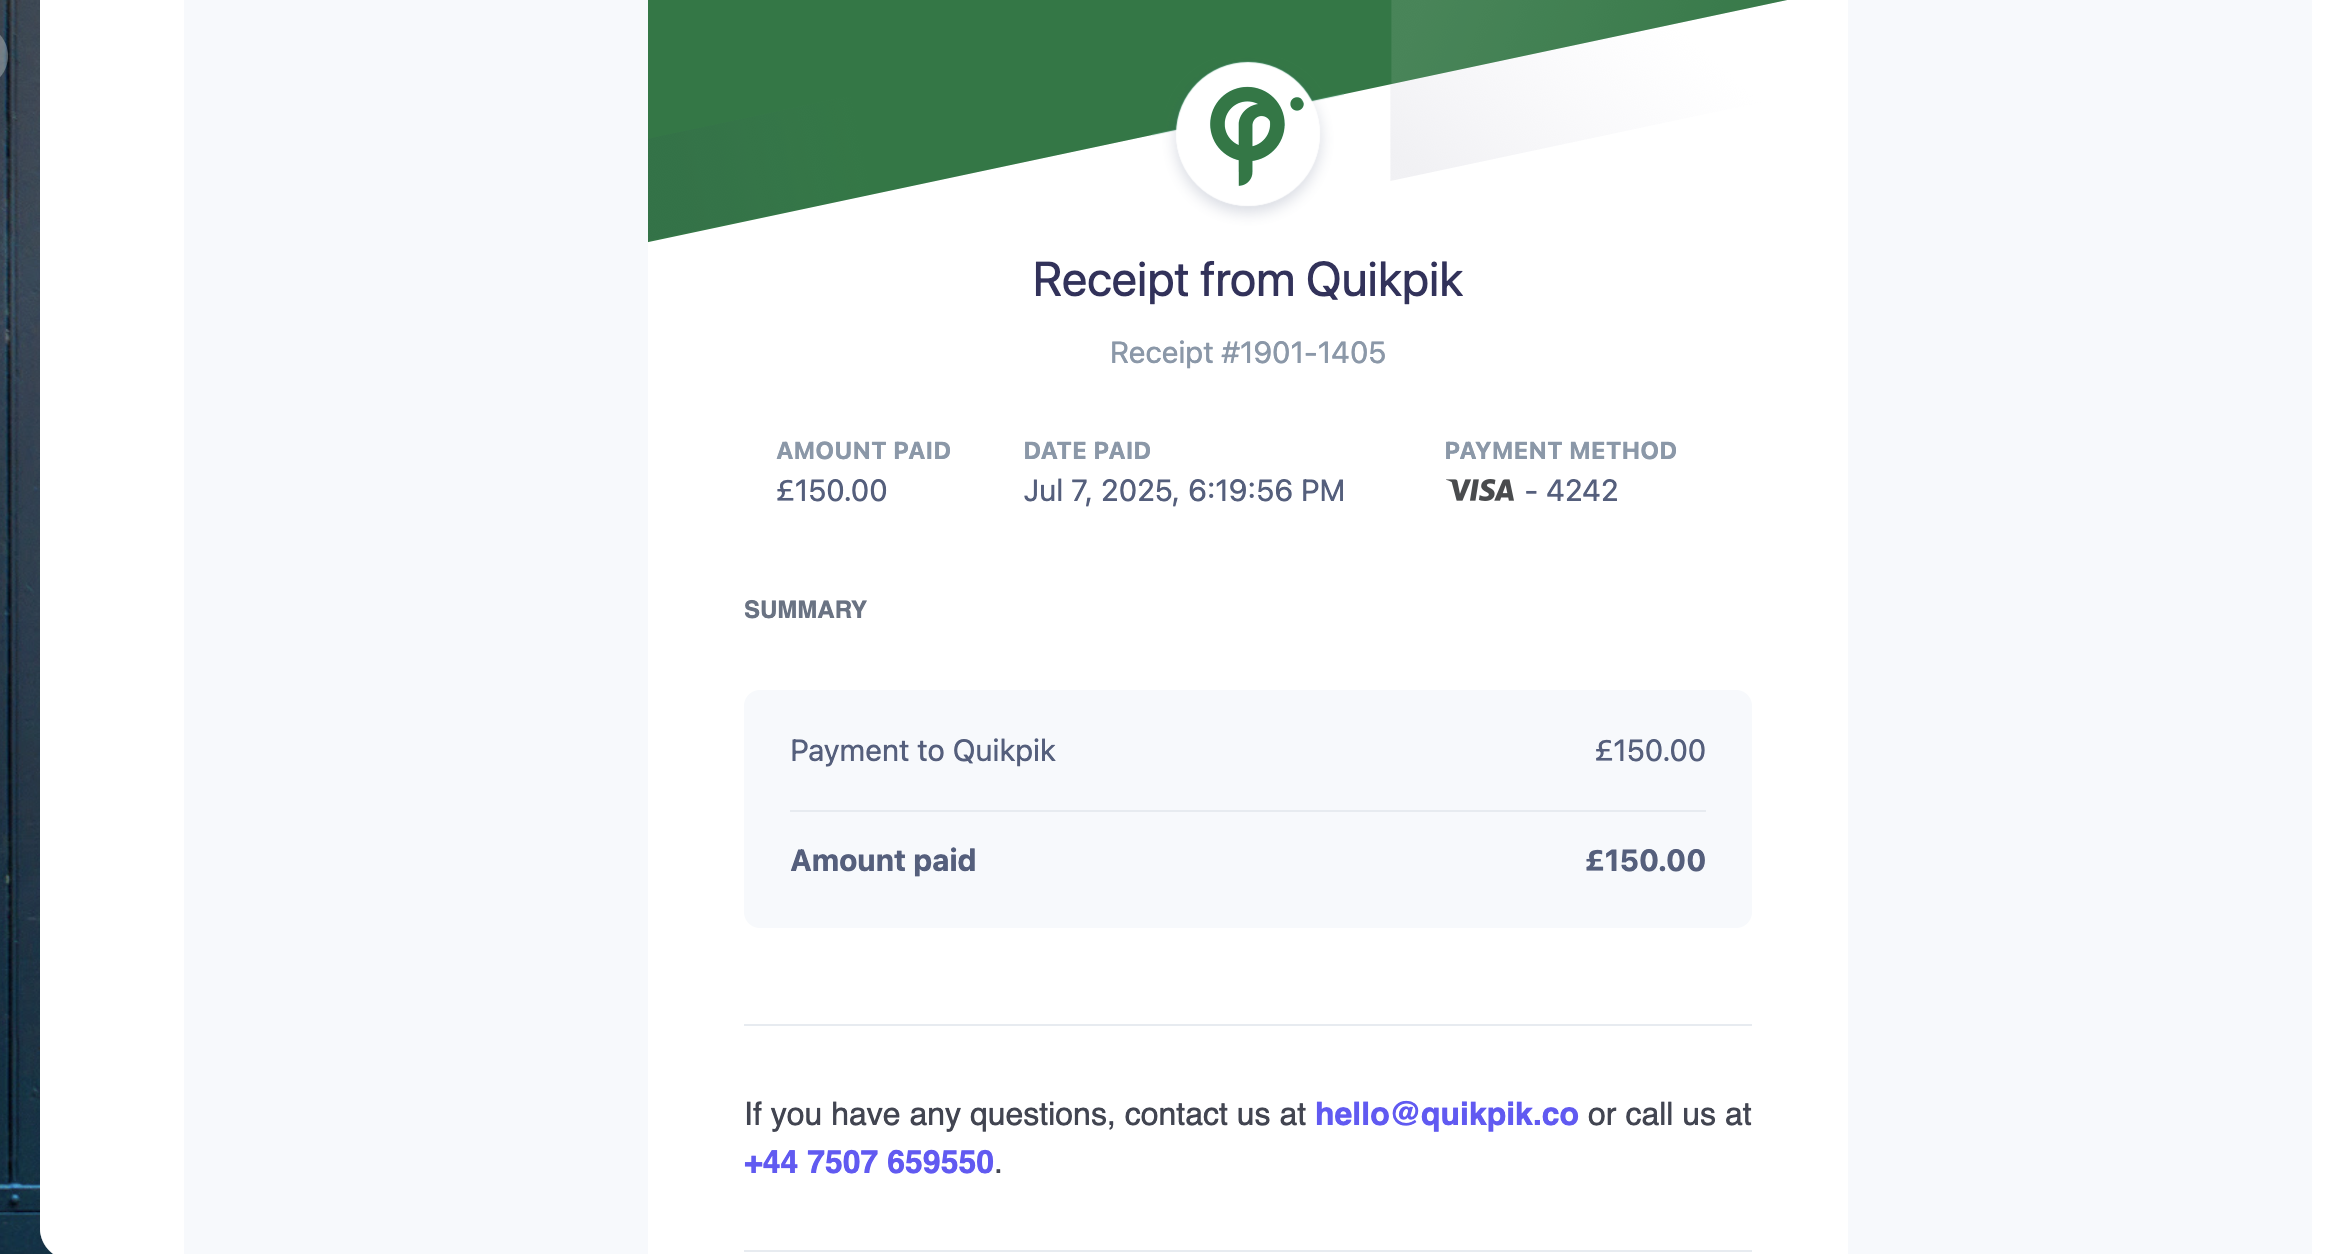 Receipt from Quikpik
Receipt #1901-1405
AMOUNT PAID DATE PAID PAYMENT METHOD
£150.00 Jul 7, 2025, 6:19:56 PM VISA - 4242
SUMMARY
Payment to Quikpik £150.00
Amount paid £150.00
If you have any questions, contact us at hello@quikpik.co or call us at
+44 7507 659550.